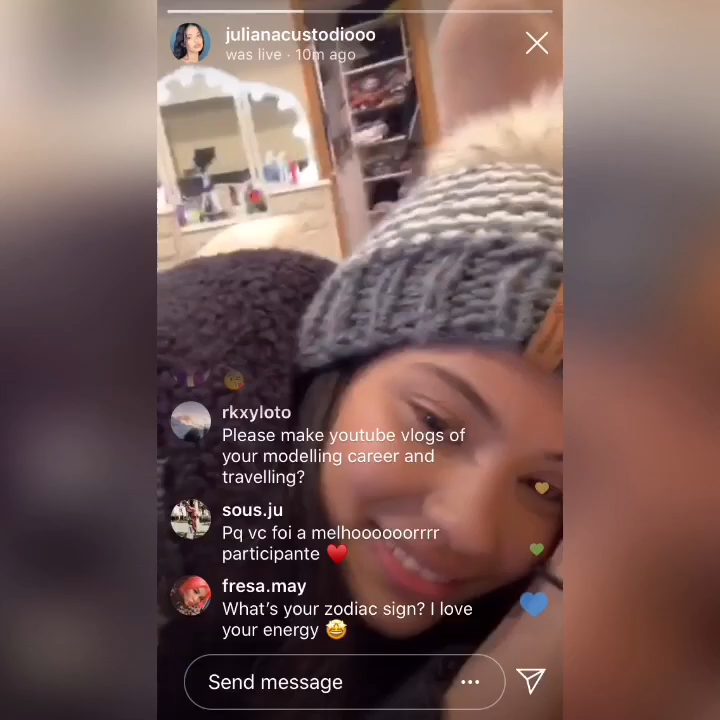 julianacustodiooo
was live · 10m ago
rkxyloto
Please make youtube vlogs of
your modelling career and
travelling?
sous.ju
Pq vc foi a melhoooooorrrr
participante ❤️
fresa.may
What's your zodiac sign? I love
your energy 🤩
Send message